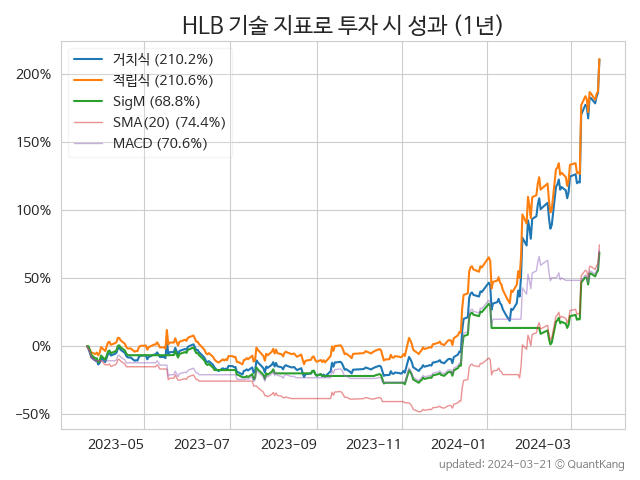 HLB 기술 지표로 투자 시 성과 (1년)
거치식 (210.2%)
적립식 (210.6%)
SigM (68.8%)
SMA(20) (74.4%)
MACD (70.6%)
200%
150%
100%
50%
0%
−50%
2023-05 2023-07 2023-09 2023-11 2024-01 2024-03
updated: 2024-03-21 © QuantKang